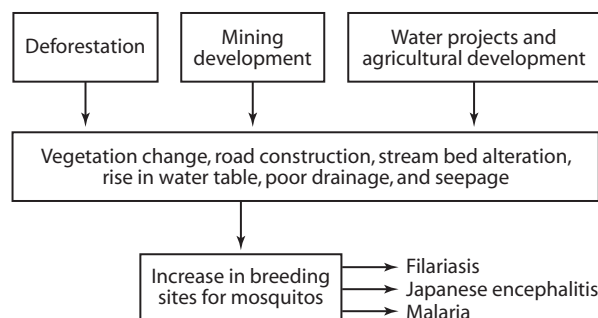 Deforestation
Mining
development
Water projects and
agricultural development
Vegetation change, road construction, stream bed alteration,
rise in water table, poor drainage, and seepage
Increase in breeding
sites for mosquitos
Filariasis
Japanese encephalitis
Malaria